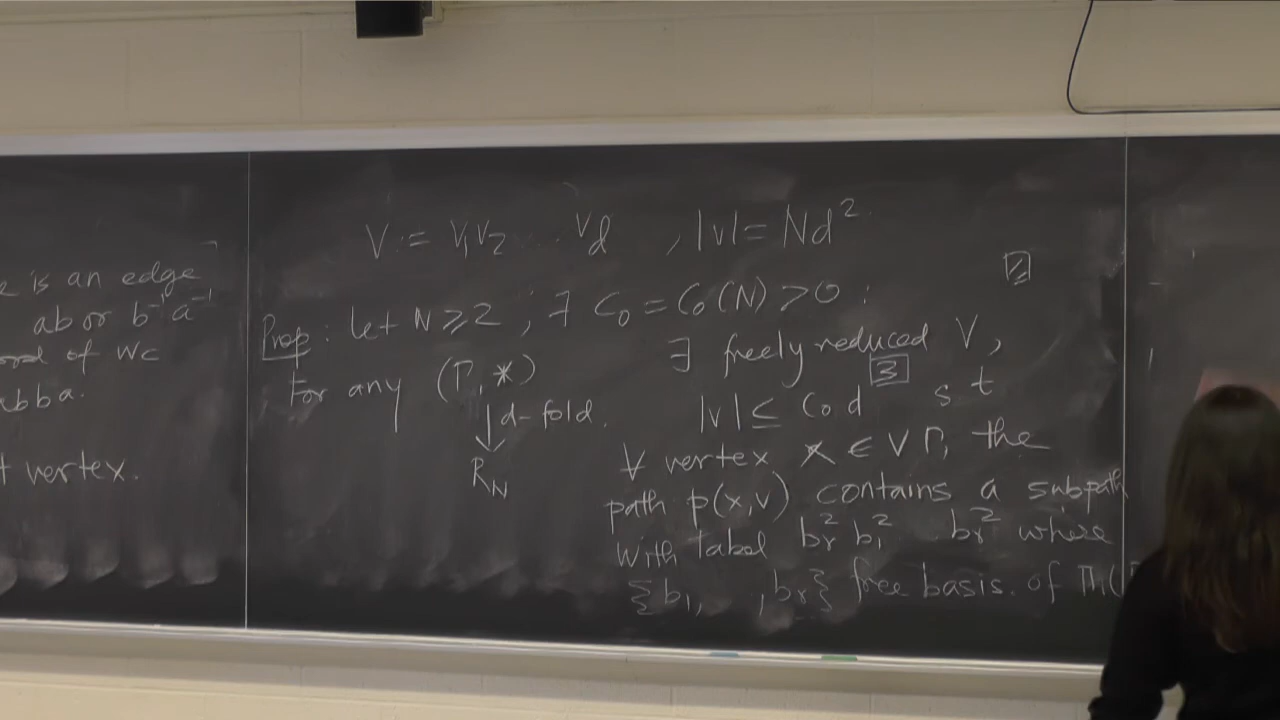 e is an edge
ab or b⁻¹a⁻¹
of Wc
abba.
t vertex.
V := V₁V₂ ... V_d , |v| = Nd²
2
Prop: let N ≥ 2, ∃ C₀ = C₀(N) > 0 :
For any (Γ, *)
↓ d-fold.
R_N
∃ freely reduced V,
|v| ≤ C₀ d³ s t
∀ vertex x ∈ VΓ, the
path p(x,v) contains a subpath
with label b_r² b₁² ... b_r² where
{b₁, ..., b_r} free basis. of π₁(